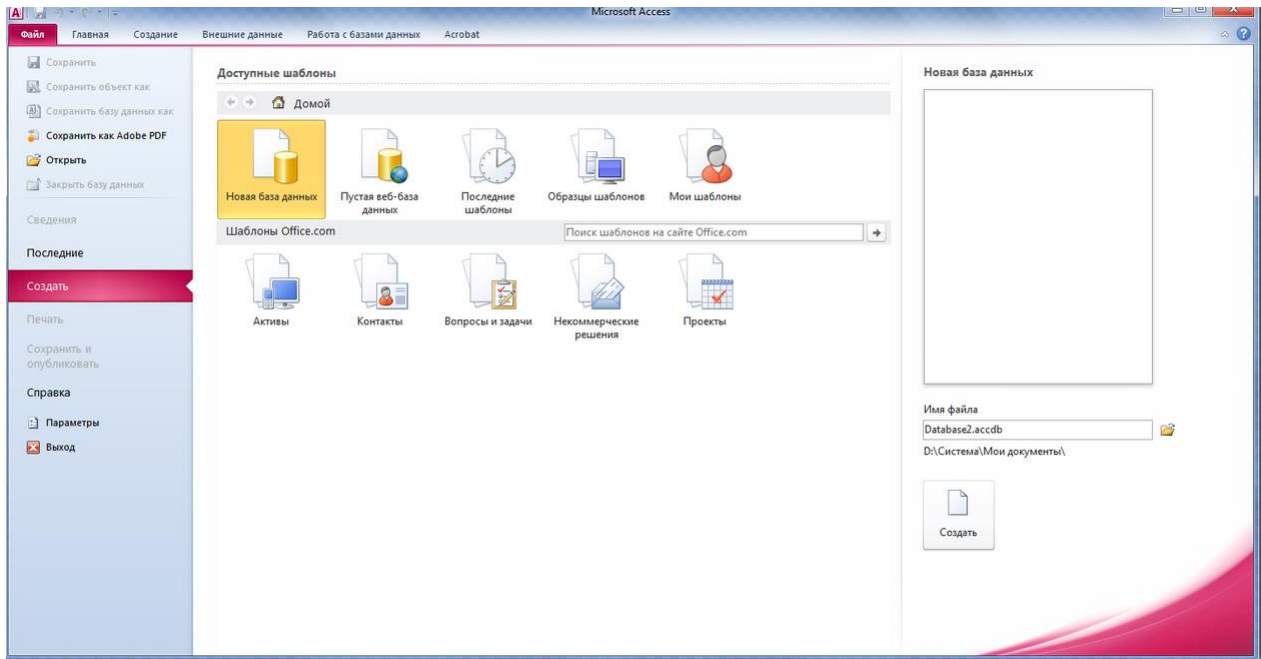 Microsoft Access
Файл Главная Создание Внешние данные Работа с базами данных Acrobat
Сохранить
Сохранить объект как
Сохранить базу данных как
Сохранить как Adobe PDF
Открыть
Закрыть базу данных
Сведения
Последние
Создать
Печать
Сохранить и
опубликовать
Справка
Параметры
Выход
Доступные шаблоны
Домой
Новая база данных
Пустая веб-база
данных
Последние
шаблоны
Образцы шаблонов
Мои шаблоны
Шаблоны Office.com
Поиск шаблонов на сайте Office.com
Активы
Контакты
Вопросы и задачи
Некоммерческие
решения
Проекты
Новая база данных
Имя файла
Database2.accdb
D:\Система\Мои документы\
Создать